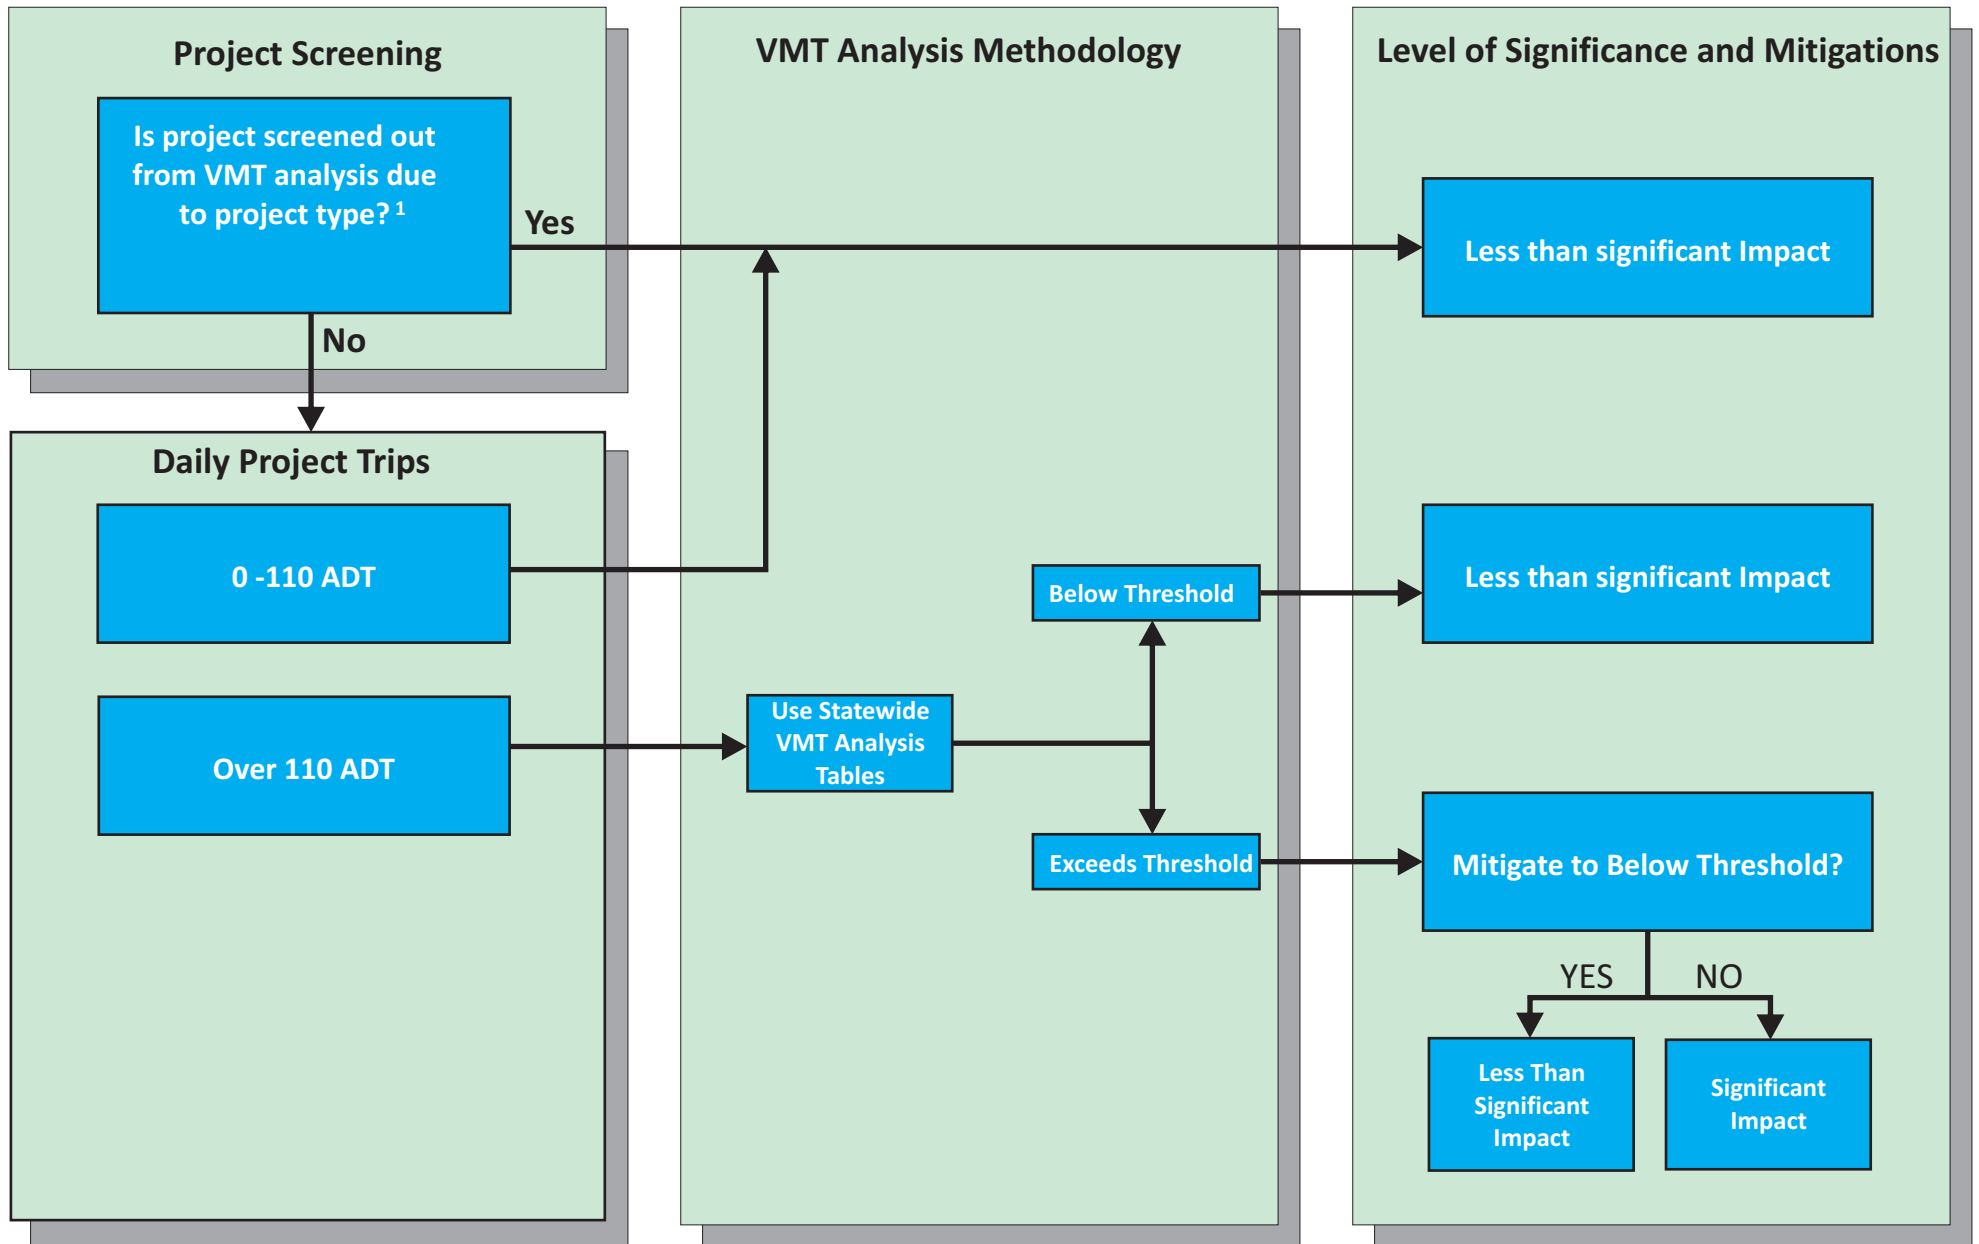 Project Screening
Is project screened out
from VMT analysis due
to project type? 1
Yes
No
Daily Project Trips
0 -110 ADT
Over 110 ADT
VMT Analysis Methodology
Use Statewide
VMT Analysis
Tables
Below Threshold
Exceeds Threshold
Level of Significance and Mitigations
Less than significant Impact
Less than significant Impact
Mitigate to Below Threshold?
YES
NO
Less Than
Significant
Impact
Significant
Impact